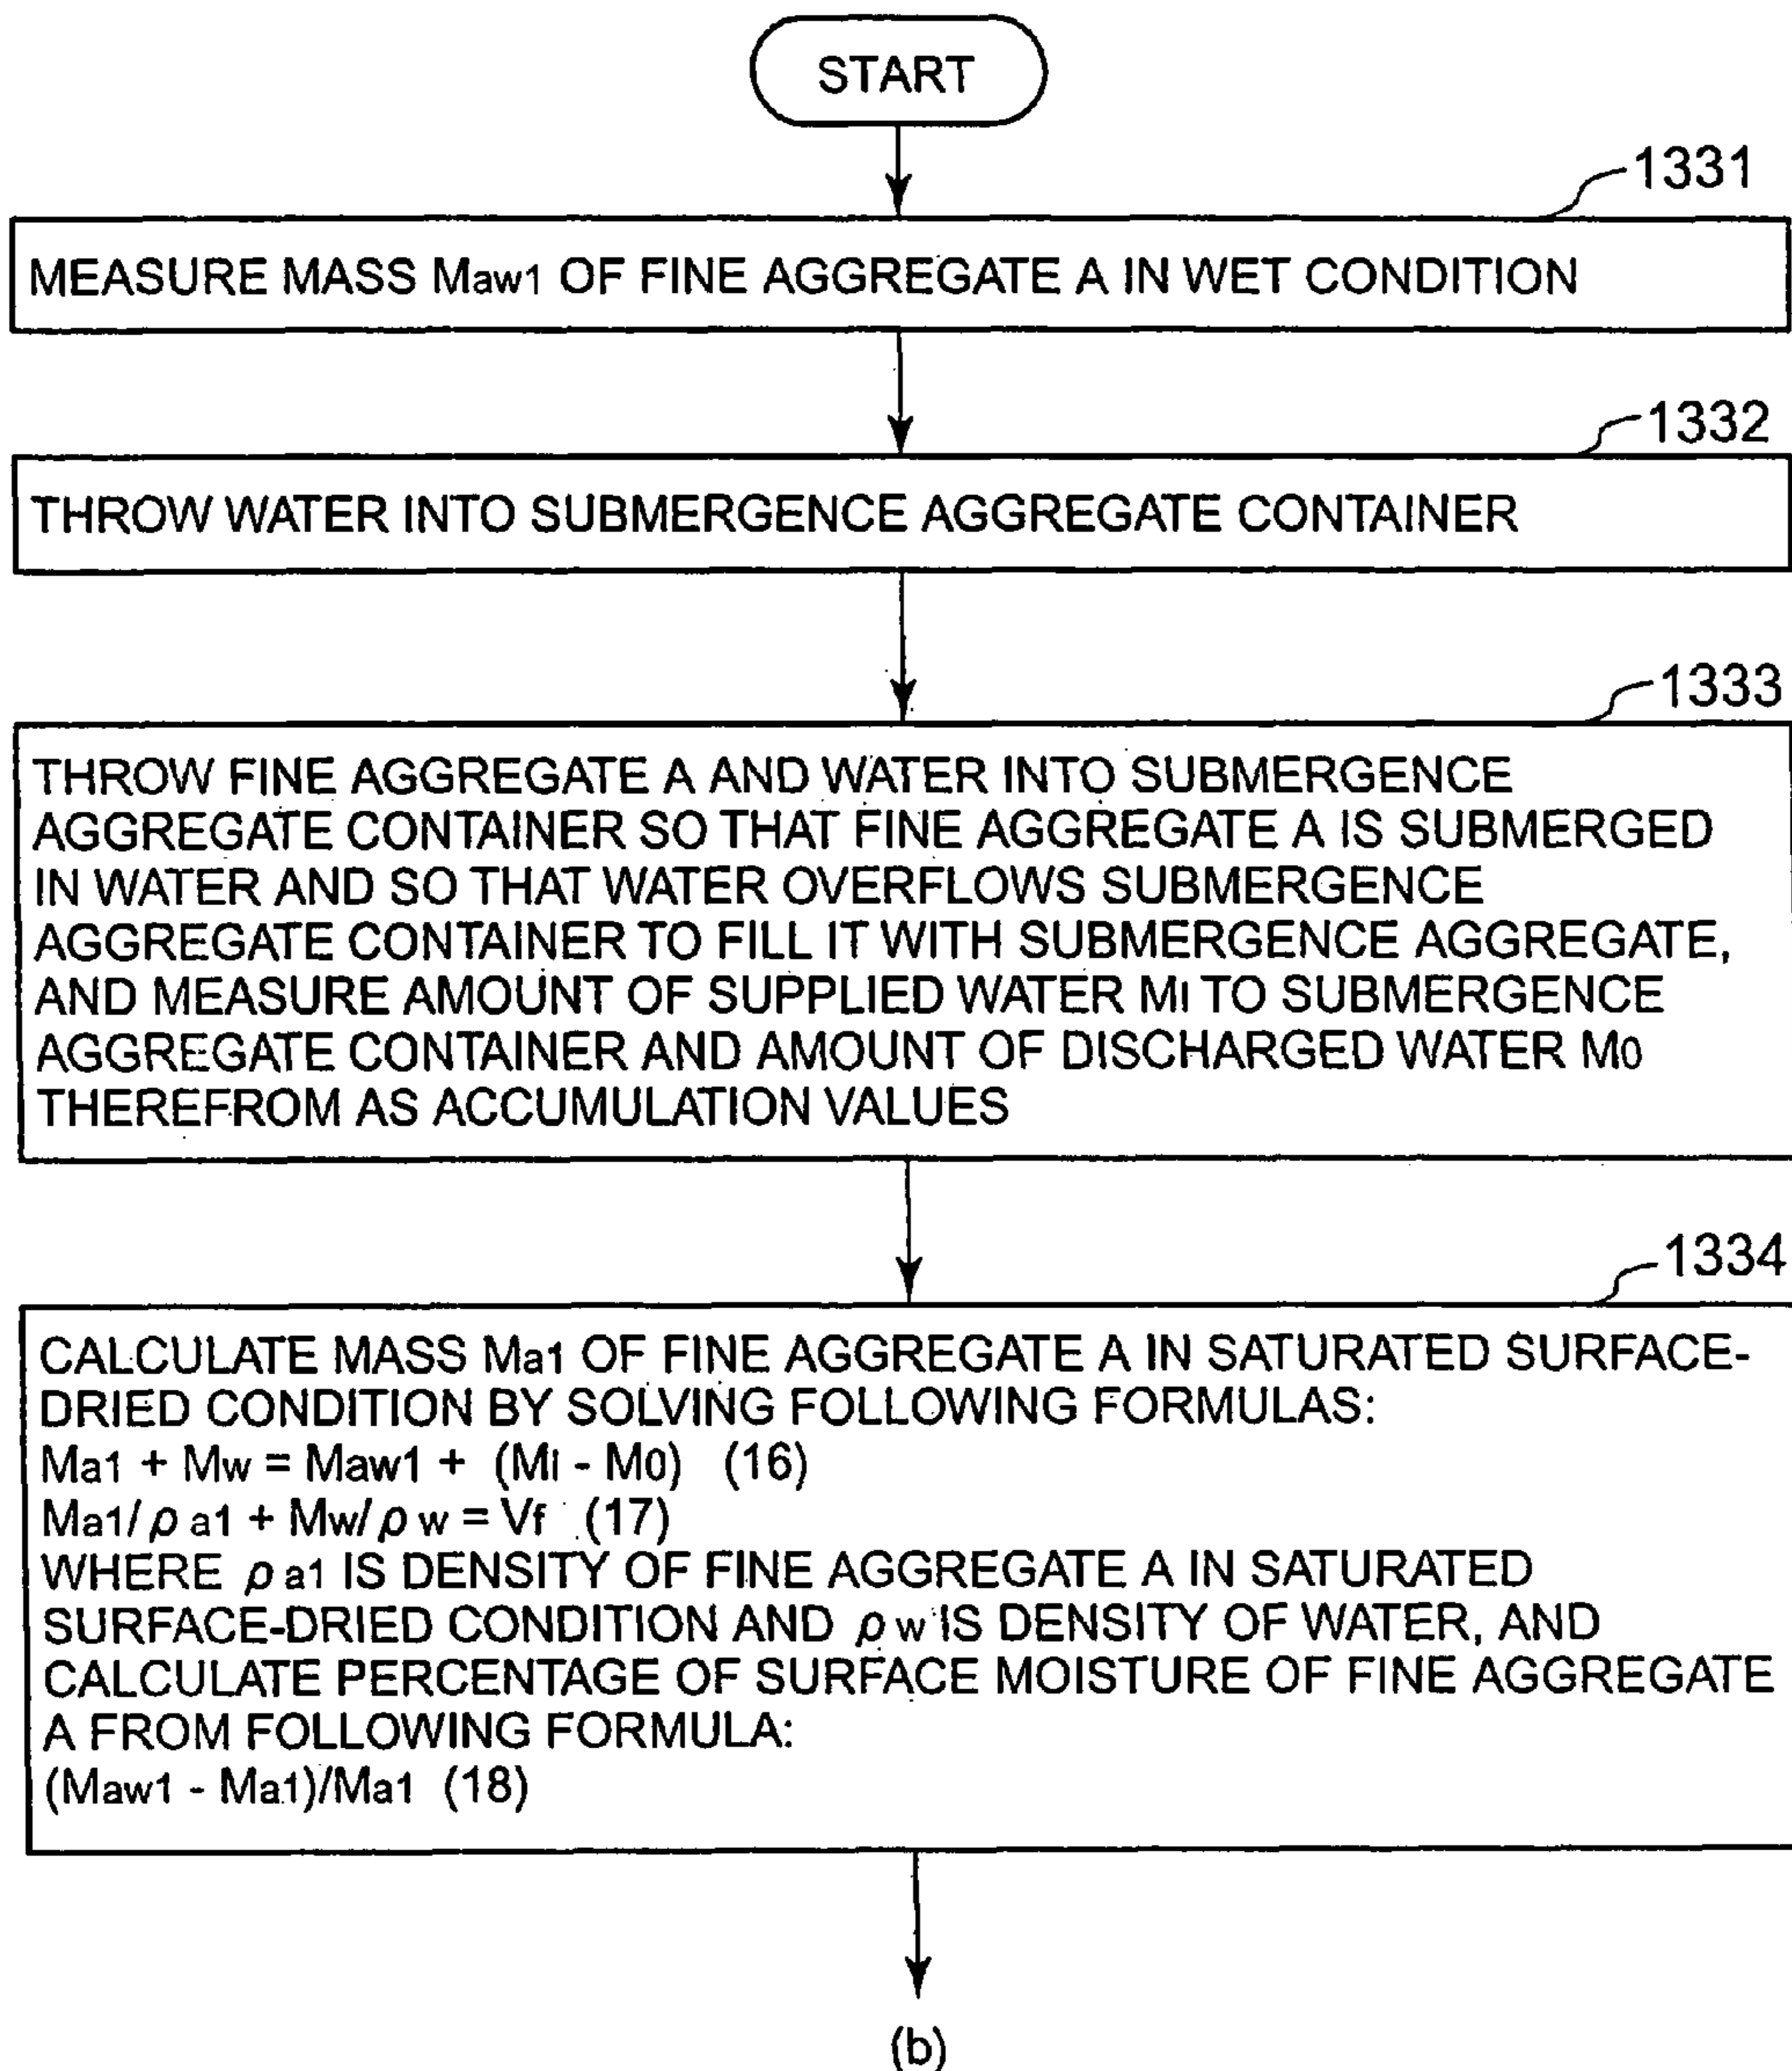 START
1331
MEASURE MASS Maw1 OF FINE AGGREGATE A IN WET CONDITION
1332
THROW WATER INTO SUBMERGENCE AGGREGATE CONTAINER
1333
THROW FINE AGGREGATE A AND WATER INTO SUBMERGENCE
AGGREGATE CONTAINER SO THAT FINE AGGREGATE A IS SUBMERGED
IN WATER AND SO THAT WATER OVERFLOWS SUBMERGENCE
AGGREGATE CONTAINER TO FILL IT WITH SUBMERGENCE AGGREGATE,
AND MEASURE AMOUNT OF SUPPLIED WATER MI TO SUBMERGENCE
AGGREGATE CONTAINER AND AMOUNT OF DISCHARGED WATER M0
THEREFROM AS ACCUMULATION VALUES
1334
CALCULATE MASS Ma1 OF FINE AGGREGATE A IN SATURATED SURFACE-
DRIED CONDITION BY SOLVING FOLLOWING FORMULAS:
Ma1 + Mw = Maw1 + (MI - M0) (16)
Ma1/ρa1 + Mw/ρw = Vf (17)
WHERE ρa1 IS DENSITY OF FINE AGGREGATE A IN SATURATED
SURFACE-DRIED CONDITION AND ρw IS DENSITY OF WATER, AND
CALCULATE PERCENTAGE OF SURFACE MOISTURE OF FINE AGGREGATE
A FROM FOLLOWING FORMULA:
(Maw1 - Ma1)/Ma1 (18)
(b)